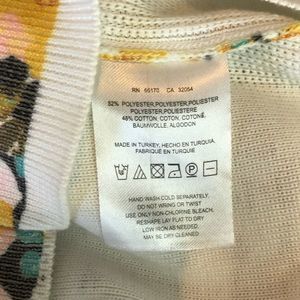 RN 66170 CA 32054
52% POLYESTER, POLYESTER, POLIESTER
POLYESTER, POLIESTERE
48% COTTON, COTON, COTONE,
BAUMWOLLE, ALGODON
MADE IN TURKEY, HECHO EN TURQUIA,
FABRIQUÉ EN TURQUIE
HAND WASH COLD SEPARATELY.
DO NOT WRING OR TWIST
USE ONLY NON-CHLORINE BLEACH.
RESHAPE LAY FLAT TO DRY
LOW IRON AS NEEDED.
MAY BE DRY CLEANED